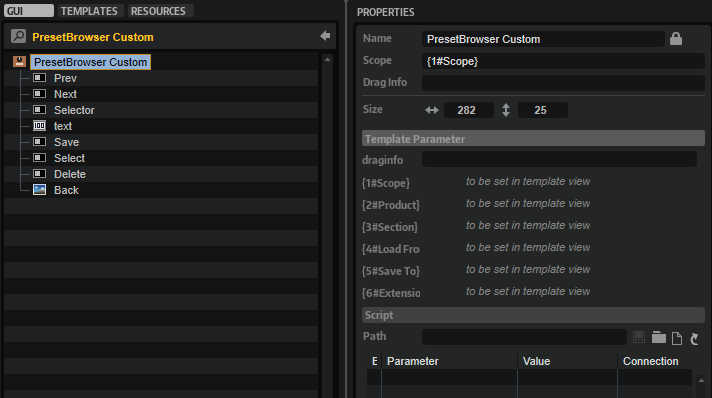 GUI TEMPLATES RESOURCES
PresetBrowser Custom
PresetBrowser Custom
Prev
Next
Selector
text
Save
Select
Delete
Back
PROPERTIES
Name PresetBrowser Custom
Scope {1#Scope}
Drag Info
Size 282 25
Template Parameter
draginfo
{1#Scope} to be set in template view
{2#Product} to be set in template view
{3#Section} to be set in template view
{4#Load Fro to be set in template view
{5#Save To} to be set in template view
{6#Extensio to be set in template view
Script
Path
E Parameter Value Connection